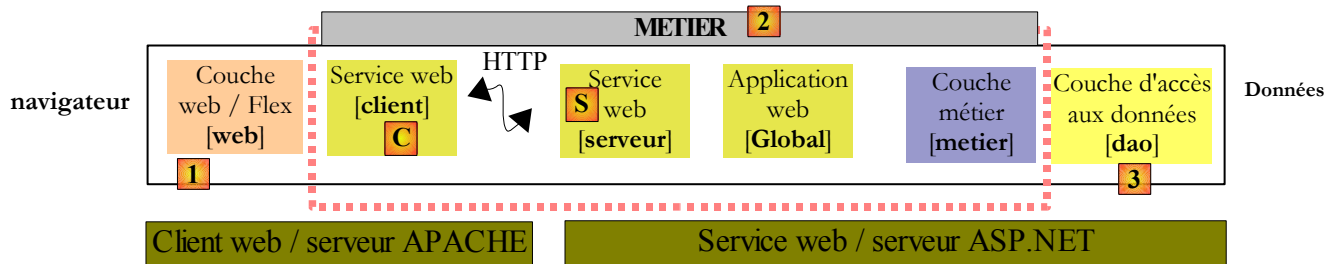 METIER 2
navigateur
Couche
web / Flex
[web]
1
Service web
[client]
C
HTTP
Service
S
web
[serveur]
Application
web
[Global]
Couche
métier
[metier]
Couche d'accès
aux données
[dao]
3
Données
Client web / serveur APACHE
Service web / serveur ASP.NET